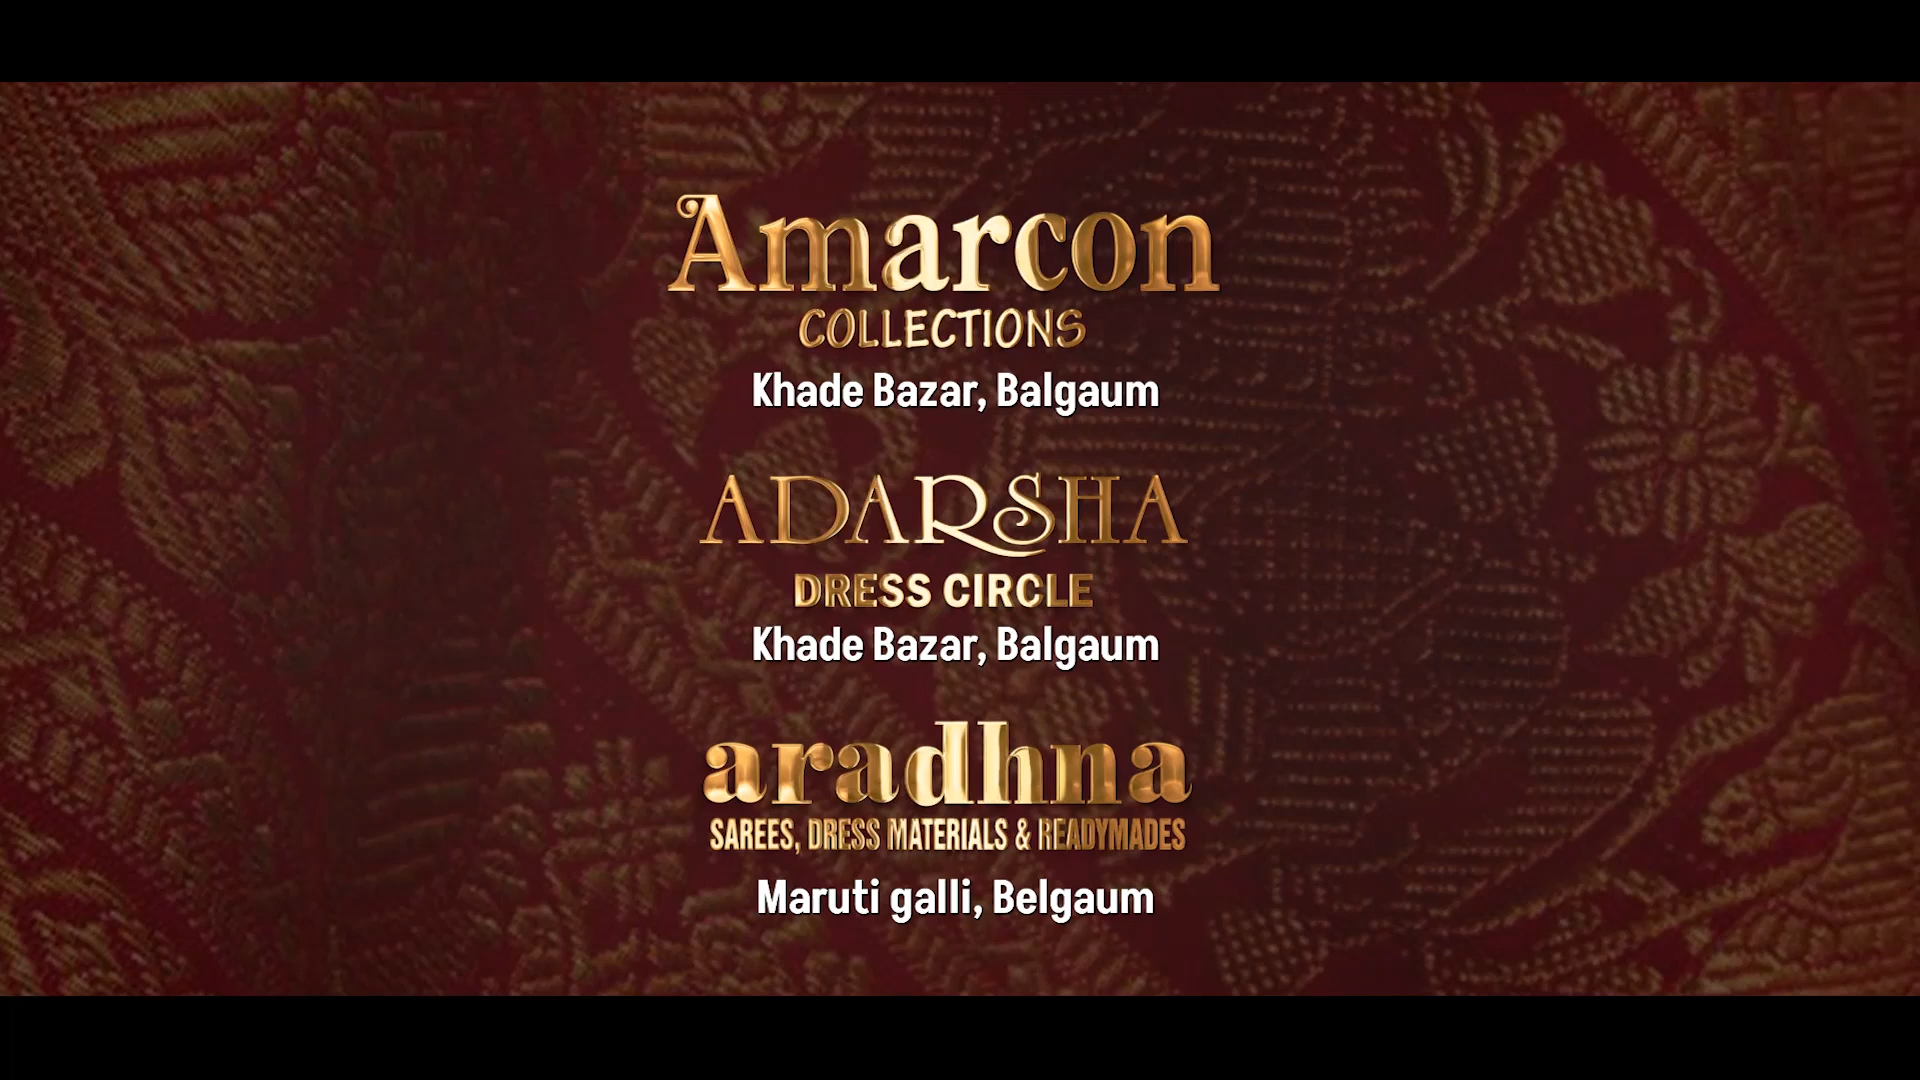 Amarcon
COLLECTIONS
Khade Bazar, Balgaum
ADARSHA
DRESS CIRCLE
Khade Bazar, Balgaum
aradhna
SAREES, DRESS MATERIALS & READYMADES
Maruti galli, Belgaum